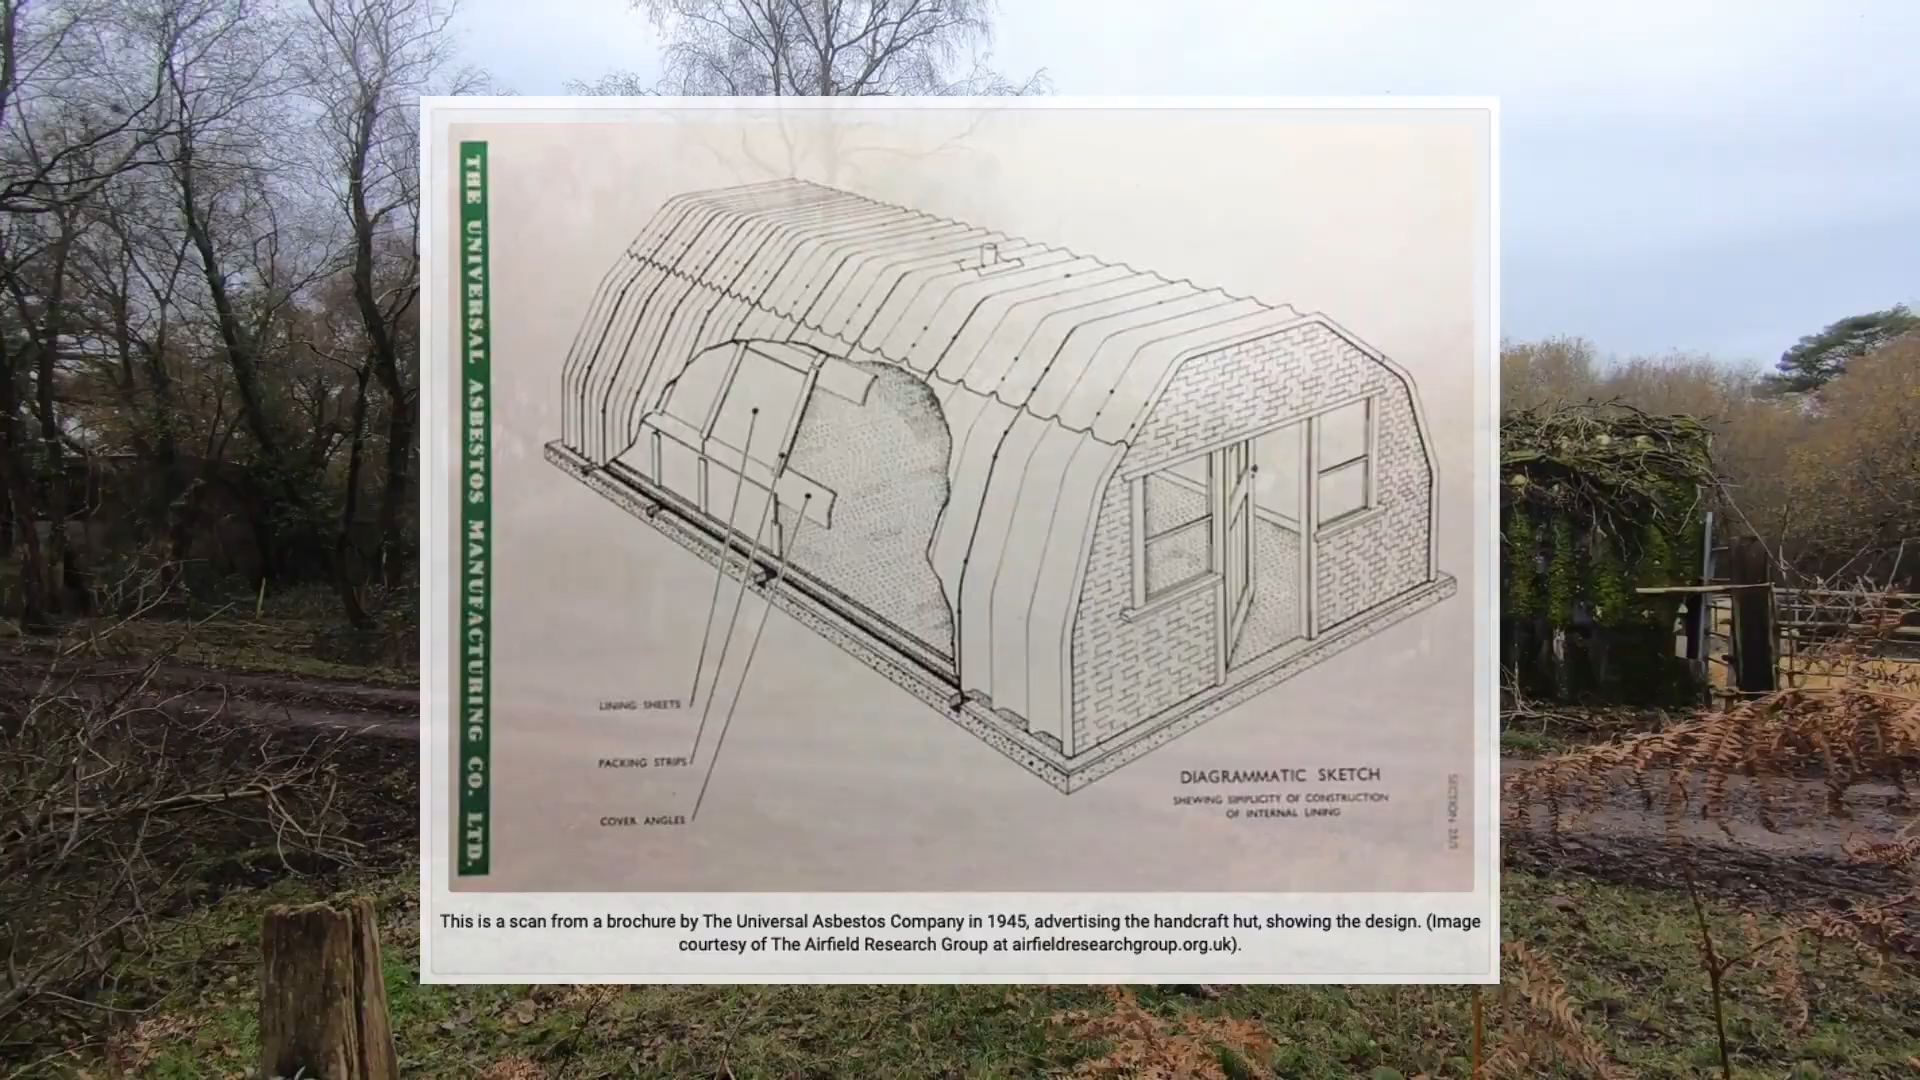 THE UNIVERSAL ASBESTOS MANUFACTURING CO. LTD.
LINING SHEETS
PACKING STRIPS
COVER ANGLES
DIAGRAMMATIC SKETCH
SHEWING SIMPLICITY OF CONSTRUCTION
OF INTERNAL LINING
SECTION
This is a scan from a brochure by The Universal Asbestos Company in 1945, advertising the handcraft hut, showing the design. (Image
courtesy of The Airfield Research Group at airfieldresearchgroup.org.uk).